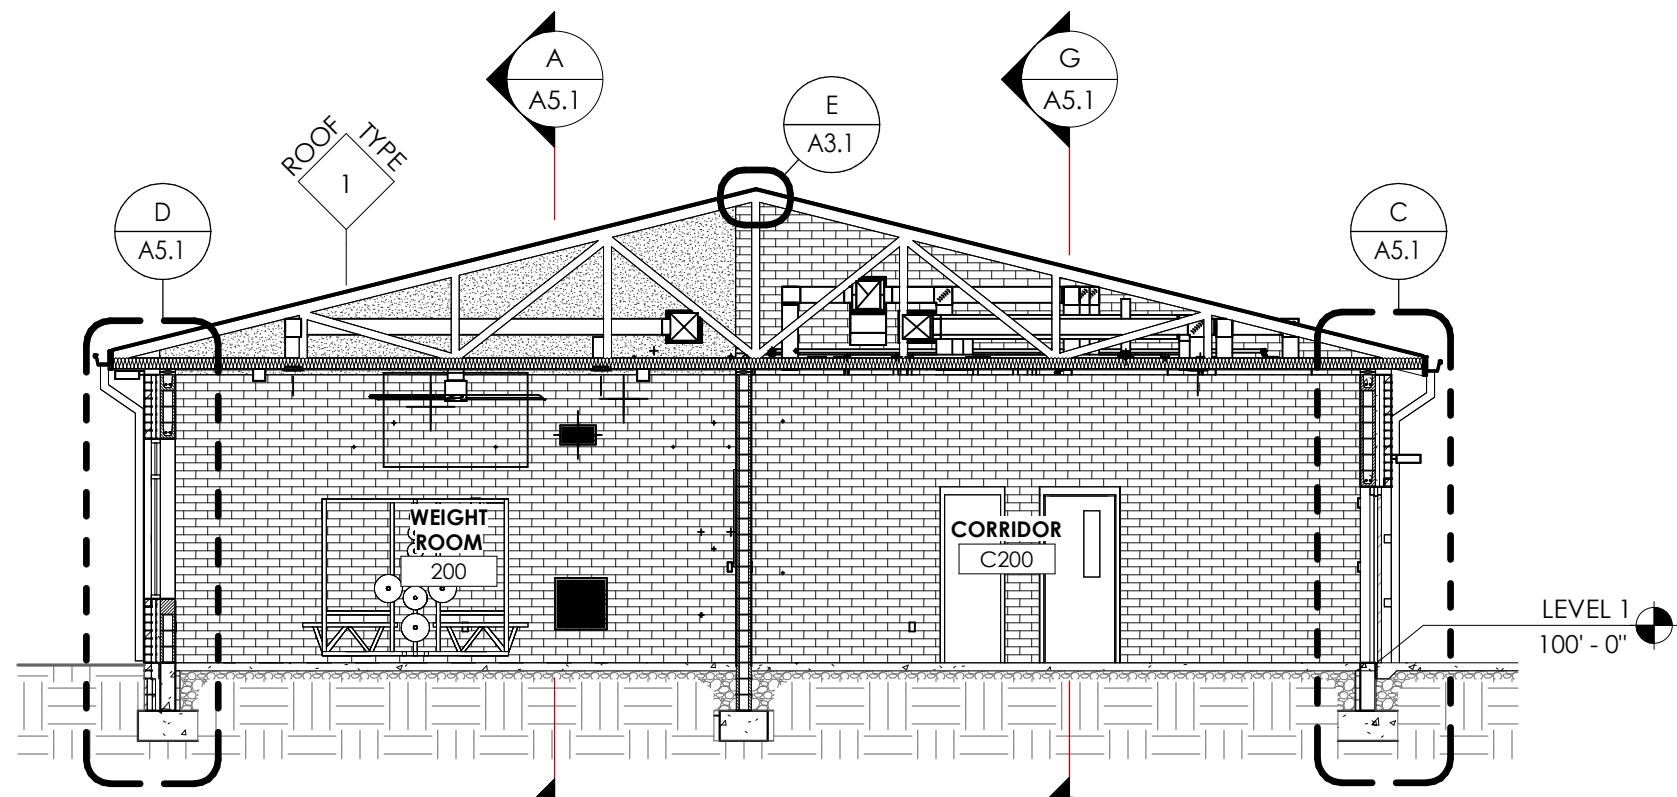 A
A5.1
G
A5.1
E
A3.1
ROOF TYPE
1
D
A5.1
C
A5.1
WEIGHT
ROOM
200
CORRIDOR
C200
LEVEL 1
100' - 0"